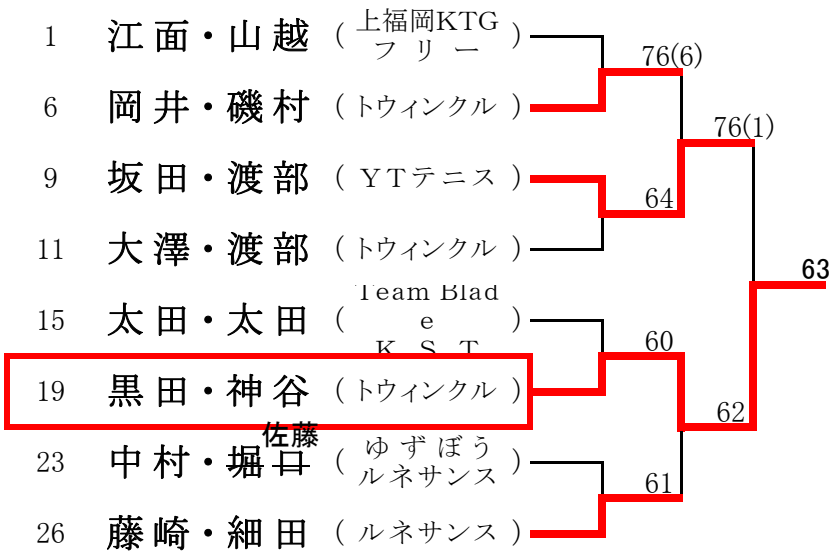 1 江面・山越 (上福岡KTG フリー)
76(6)
6 岡井・磯村 (トウィンクル)
76(1)
9 坂田・渡部 (YTテニス)
64
11 大澤・渡部 (トウィンクル)
63
15 太田・太田 (Team Blade K S T)
60
19 黒田・神谷 (トウィンクル)
62
佐藤
23 中村・堀口 (ゆずぽう ルネサンス)
61
26 藤崎・細田 (ルネサンス)